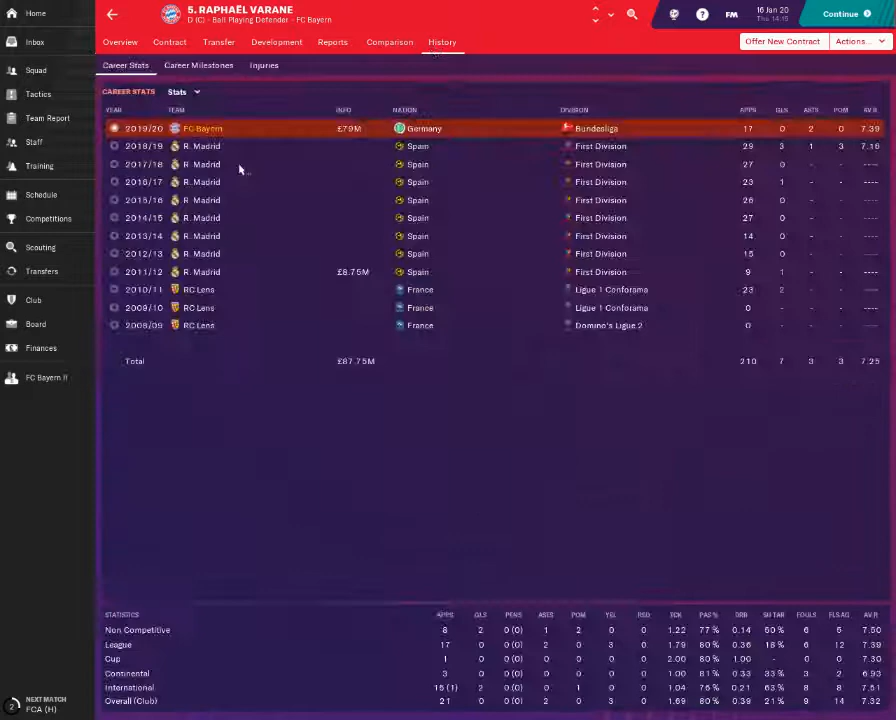 Home
Inbox
Squad
Tactics
Team Report
Staff
Training
Schedule
Competitions
Scouting
Transfers
Club
Board
Finances
FC Bayern II
2 NEXT MATCH
FCA (H)
5. RAPHAËL VARANE
D (C) - Ball Playing Defender - FC Bayern
FM
16 Jan 20
Thu 14:15
Continue
Overview Contract Transfer Development Reports Comparison History
Offer New Contract Actions...
Career Stats Career Milestones Injuries
CAREER STATS Stats
YEAR TEAM INFO NATION DIVISION APPS GLS ASTS POM AV R
2019/20 FC Bayern £79M Germany Bundesliga 17 0 2 0 7.39
2018/19 R. Madrid Spain First Division 29 3 1 3 7.16
2017/18 R. Madrid Spain First Division 27 0 - - ----
2016/17 R. Madrid Spain First Division 23 1 - - ----
2015/16 R. Madrid Spain First Division 26 0 - - ----
2014/15 R. Madrid Spain First Division 27 0 - - ----
2013/14 R. Madrid Spain First Division 14 0 - - ----
2012/13 R. Madrid Spain First Division 15 0 - - ----
2011/12 R. Madrid £8.75M Spain First Division 9 1 - - ----
2010/11 RC Lens France Ligue 1 Conforama 23 2 - - ----
2009/10 RC Lens France Ligue 1 Conforama 0 - - - ----
2008/09 RC Lens France Domino's Ligue 2 0 - - - ----
Total £87.75M 210 7 3 3 7.25
STATISTICS APPS GLS PENS ASTS POM YEL RED TCK PAS % DRB SH TAR FOULS FLS AG AV R
Non Competitive 8 2 0 (0) 1 2 0 0 1.22 77 % 0.14 50 % 6 5 7.50
League 17 0 0 (0) 2 0 3 0 1.79 80 % 0.36 18 % 6 12 7.39
Cup 1 0 0 (0) 0 0 0 0 2.00 80 % 1.00 - 0 0 7.30
Continental 3 0 0 (0) 0 0 0 0 1.00 81 % 0.33 33 % 3 2 6.93
International 15 (1) 2 0 (0) 0 1 0 0 1.04 76 % 0.21 63 % 8 8 7.51
Overall (Club) 21 0 0 (0) 2 0 3 0 1.69 80 % 0.39 21 % 9 14 7.32